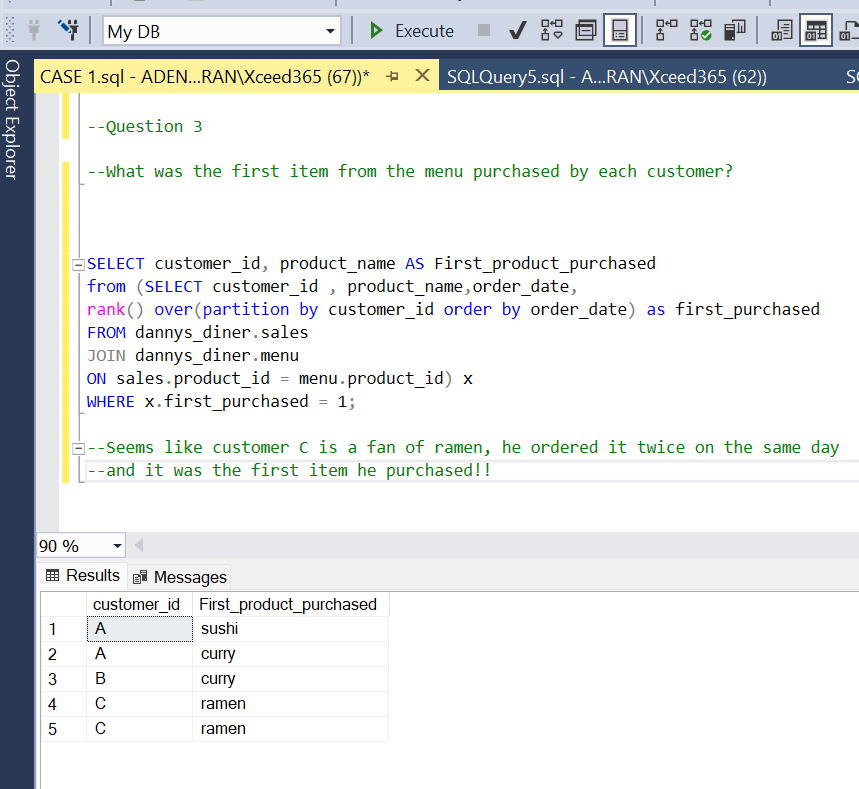 My DB
Execute
Object Explorer
CASE 1.sql - ADEN...RAN\Xceed365 (67))*
SQLQuery5.sql - A...RAN\Xceed365 (62))
--Question 3
--What was the first item from the menu purchased by each customer?
SELECT customer_id, product_name AS First_product_purchased
from (SELECT customer_id , product_name,order_date,
rank() over(partition by customer_id order by order_date) as first_purchased
FROM dannys_diner.sales
JOIN dannys_diner.menu
ON sales.product_id = menu.product_id) x
WHERE x.first_purchased = 1;
--Seems like customer C is a fan of ramen, he ordered it twice on the same day
--and it was the first item he purchased!!
90 %
Results Messages
customer_id First_product_purchased
1 A sushi
2 A curry
3 B curry
4 C ramen
5 C ramen